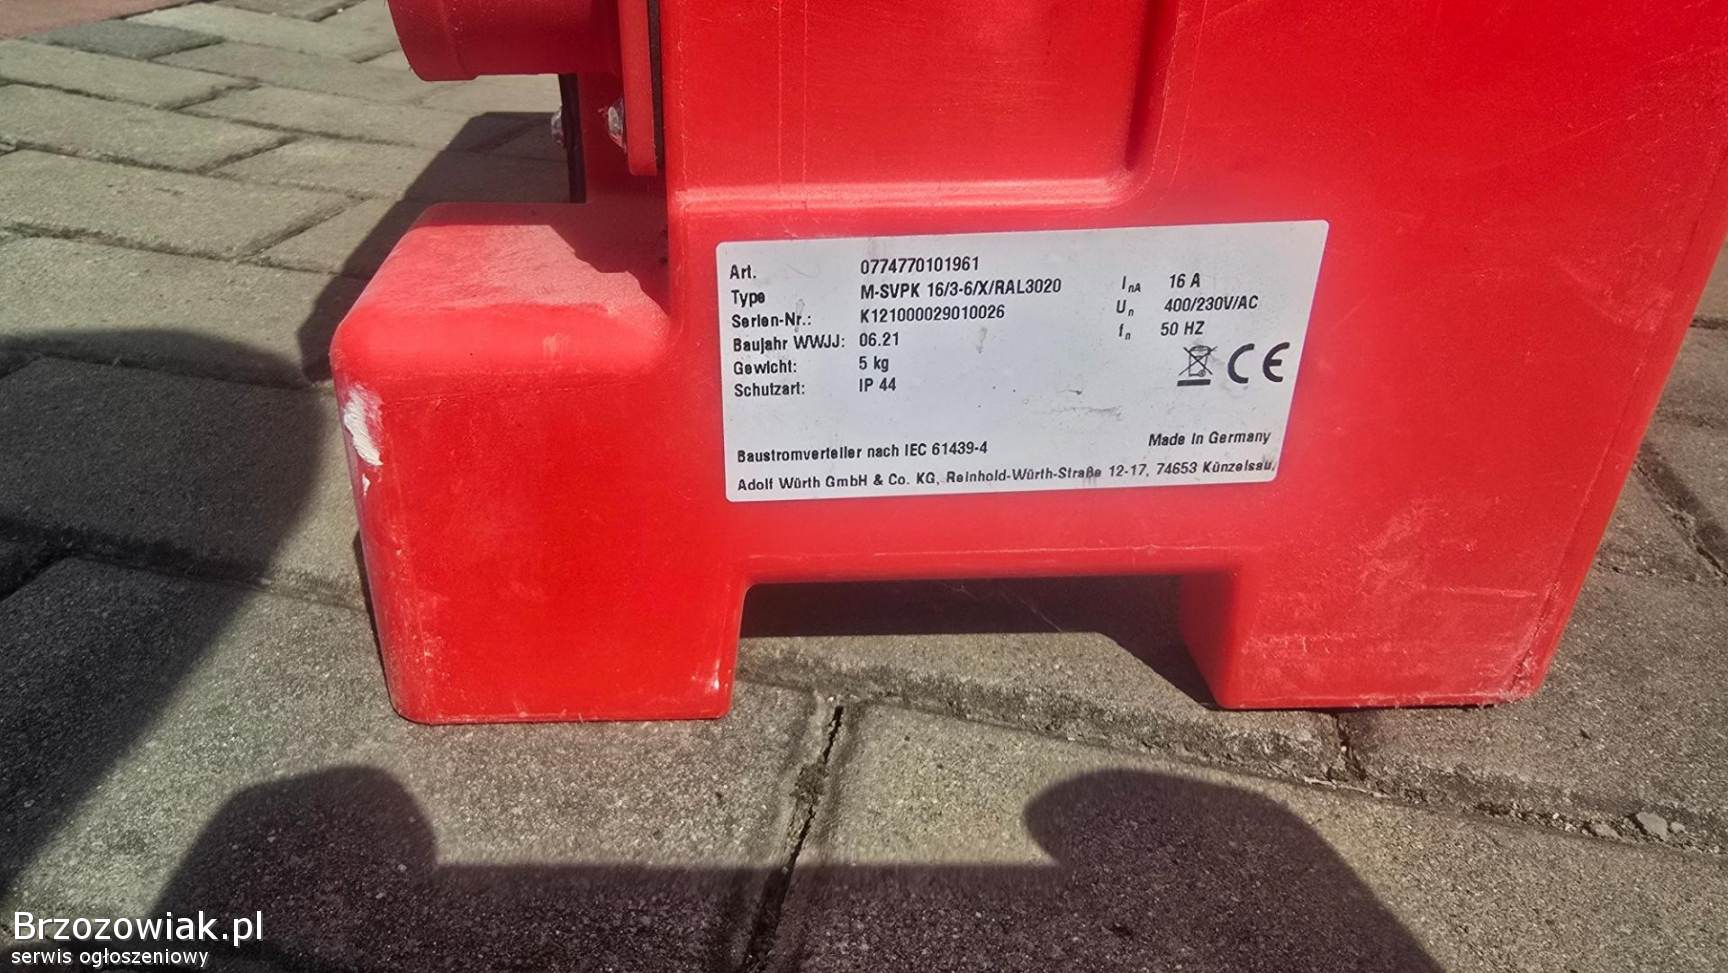 Art. 0774770101961
Type M-SVPK 16/3-6/X/RAL3020
Serien-Nr.: K121000029010026
Baujahr WWJJ: 06.21
Gewicht: 5 kg
Schutzart: IP 44
InA 16 A
Un 400/230V/AC
fn 50 HZ
CE
Baustromverteiler nach IEC 61439-4
Made in Germany
Adolf Würth GmbH & Co. KG, Reinhold-Würth-Straße 12-17, 74653 Künzelsau
Brzozowiak.pl
serwis ogłoszeniowy